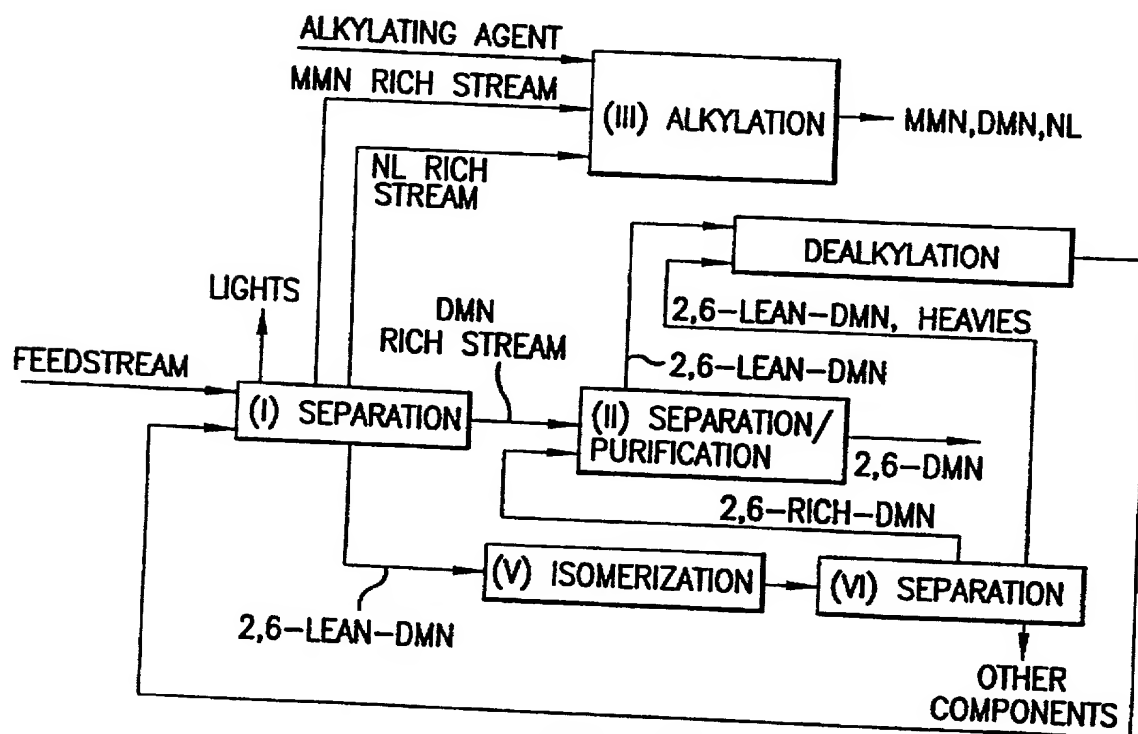 ALKYLATING AGENT
MMN RICH STREAM
(III) ALKYLATION
MMN,DMN,NL
NL RICH
STREAM
DEALKYLATION
LIGHTS
2,6-LEAN-DMN, HEAVIES
DMN
RICH STREAM
FEEDSTREAM
2,6-LEAN-DMN
(I) SEPARATION
(II) SEPARATION/
PURIFICATION
2,6-DMN
2,6-RICH-DMN
(V) ISOMERIZATION
(VI) SEPARATION
2,6-LEAN-DMN
OTHER
COMPONENTS